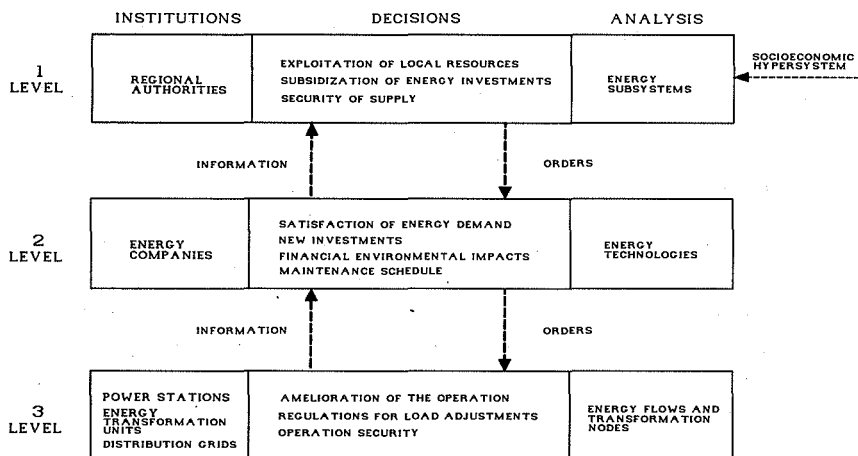 INSTITUTIONS DECISIONS ANALYSIS
1
LEVEL
REGIONAL
AUTHORITIES
EXPLOITATION OF LOCAL RESOURCES
SUBSIDIZATION OF ENERGY INVESTMENTS
SECURITY OF SUPPLY
ENERGY
SUBSYSTEMS
SOCIOECONOMIC
HYPERSYSTEM
INFORMATION
ORDERS
2
LEVEL
ENERGY
COMPANIES
SATISFACTION OF ENERGY DEMAND
NEW INVESTMENTS
FINANCIAL ENVIRONMENTAL IMPACTS
MAINTENANCE SCHEDULE
ENERGY
TECHNOLOGIES
INFORMATION
ORDERS
3
LEVEL
POWER STATIONS
ENERGY
TRANSFORMATION
UNITS
DISTRIBUTION GRIDS
AMELIORATION OF THE OPERATION
REGULATIONS FOR LOAD ADJUSTMENTS
OPERATION SECURITY
ENERGY FLOWS AND
TRANSFORMATION
NODES